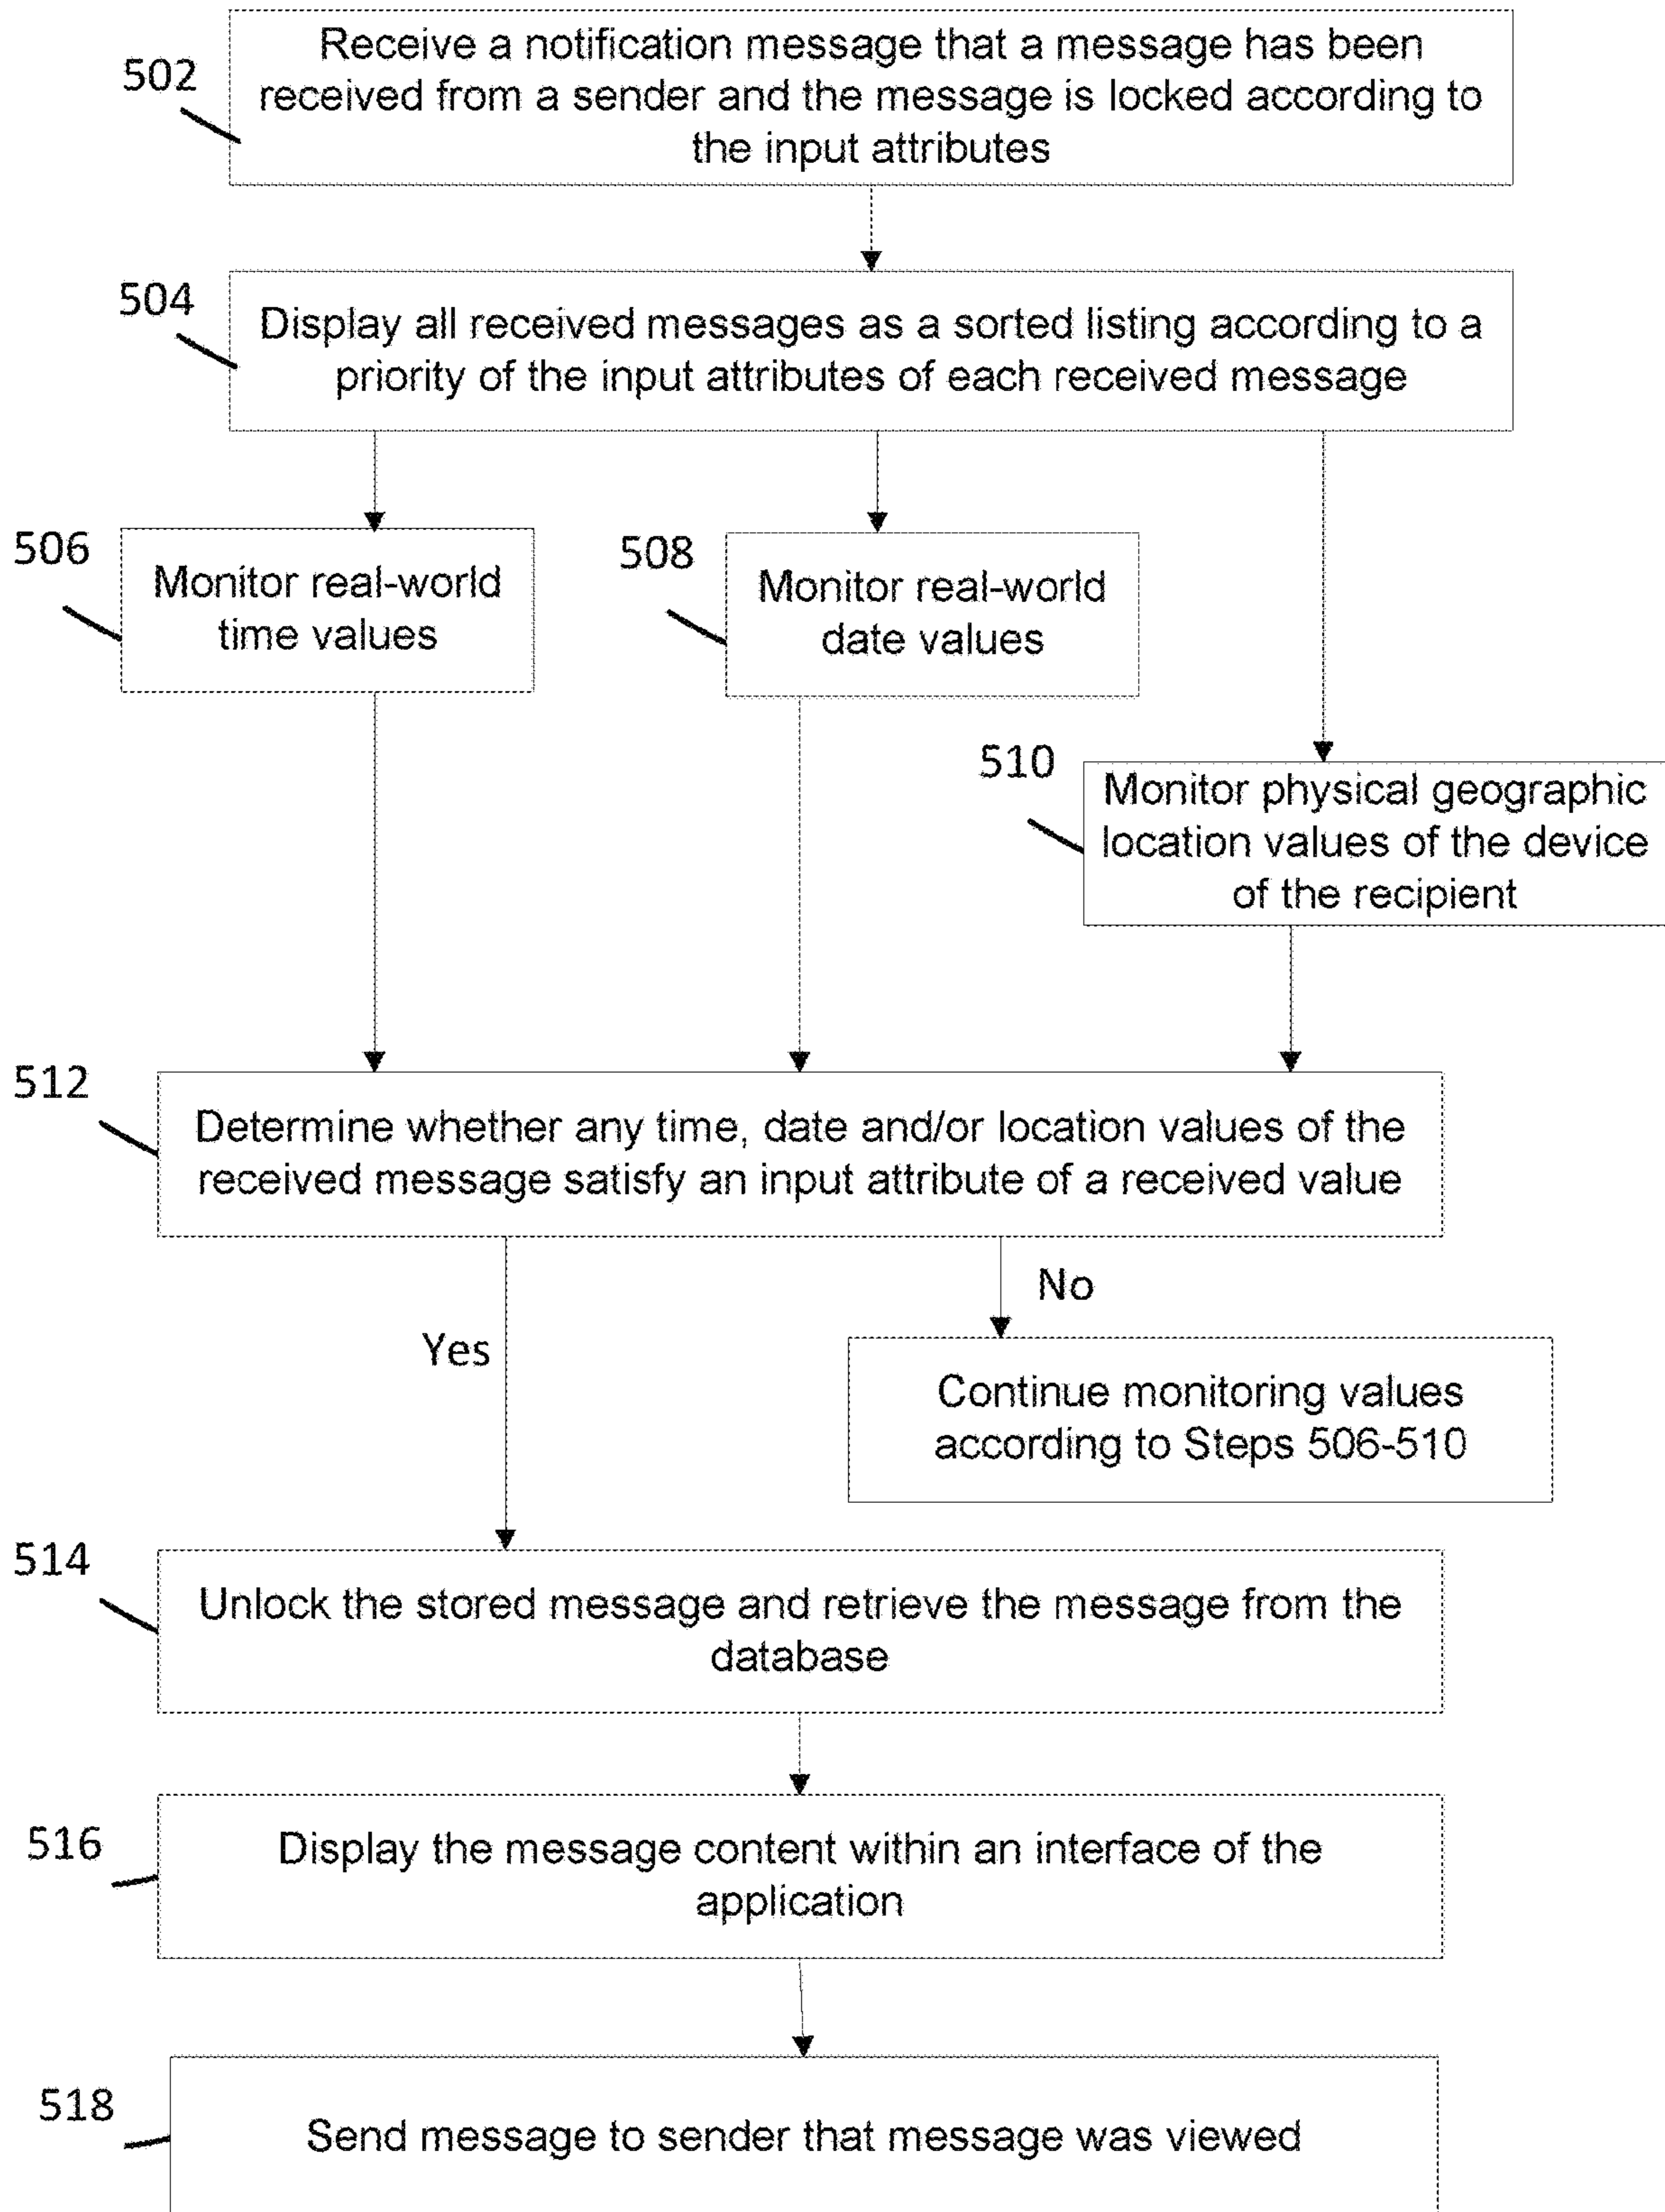 502
Receive a notification message that a message has been
received from a sender and the message is locked according to
the input attributes
504
Display all received messages as a sorted listing according to a
priority of the input attributes of each received message
506
Monitor real-world
time values
508
Monitor real-world
date values
510
Monitor physical geographic
location values of the device
of the recipient
512
Determine whether any time, date and/or location values of the
received message satisfy an input attribute of a received value
No
Yes
Continue monitoring values
according to Steps 506-510
514
Unlock the stored message and retrieve the message from the
database
516
Display the message content within an interface of the
application
518
Send message to sender that message was viewed